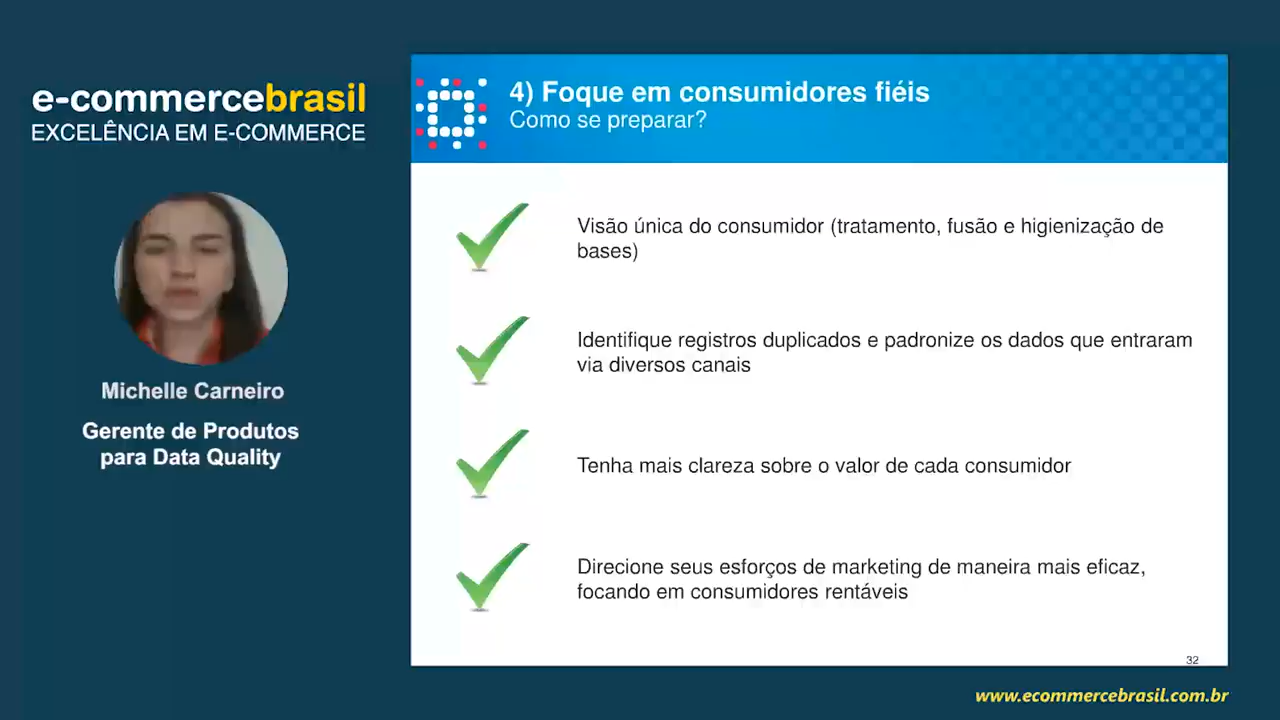 e-commercebrasil
EXCELÊNCIA EM E-COMMERCE
Michelle Carneiro
Gerente de Produtos
para Data Quality
4) Foque em consumidores fiéis
Como se preparar?
Visão única do consumidor (tratamento, fusão e higienização de
bases)
Identifique registros duplicados e padronize os dados que entraram
via diversos canais
Tenha mais clareza sobre o valor de cada consumidor
Direcione seus esforços de marketing de maneira mais eficaz,
focando em consumidores rentáveis
32
www.ecommercebrasil.com.br